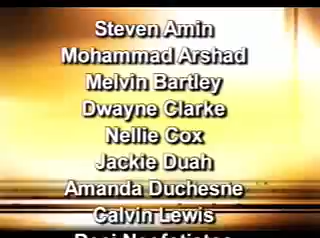 Steven Amin
Mohammad Arshad
Melvin Bartley
Dwayne Clarke
Nellie Cox
Jackie Duah
Amanda Duchesne
Calvin Lewis